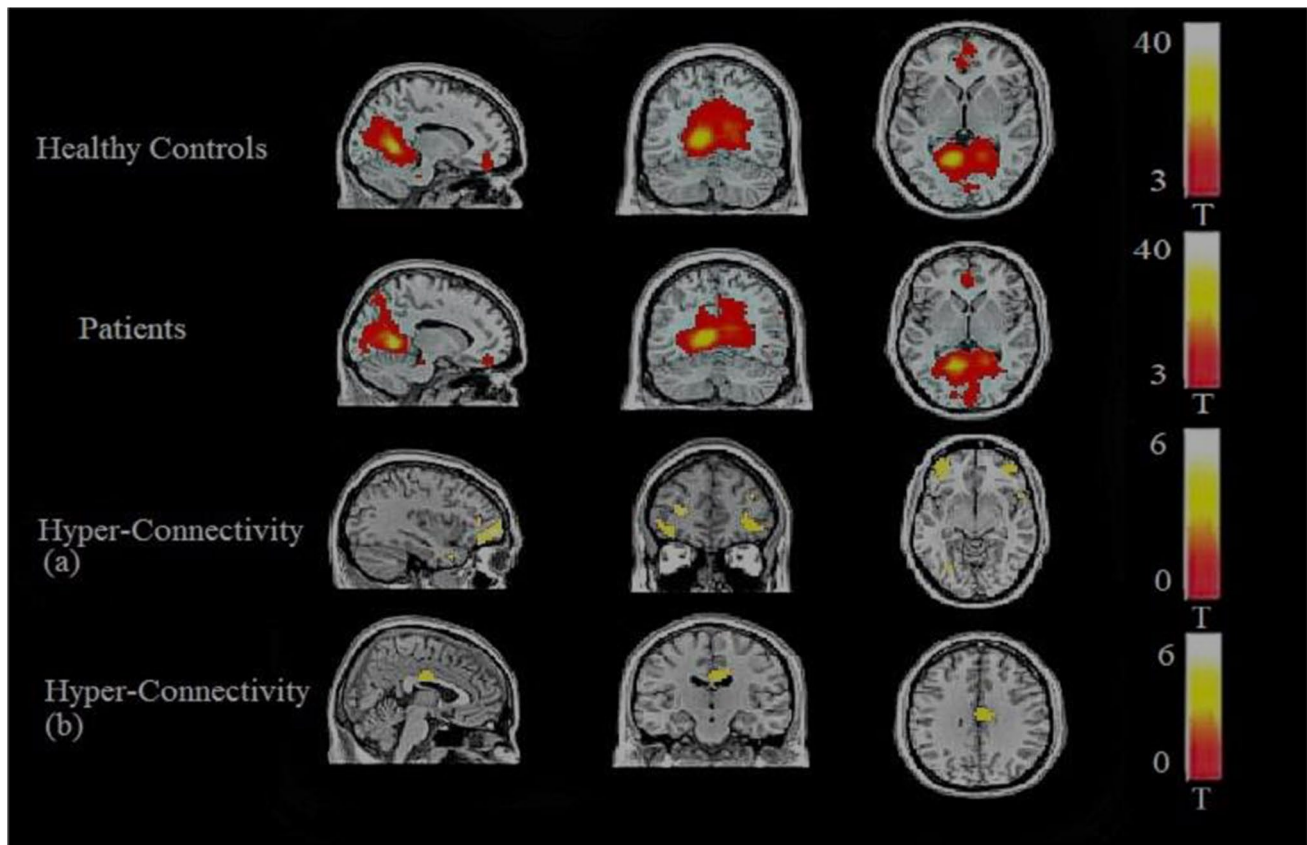 Healthy Controls
40
3
T
Patients
40
3
T
Hyper-Connectivity
(a)
6
0
T
Hyper-Connectivity
(b)
6
0
T